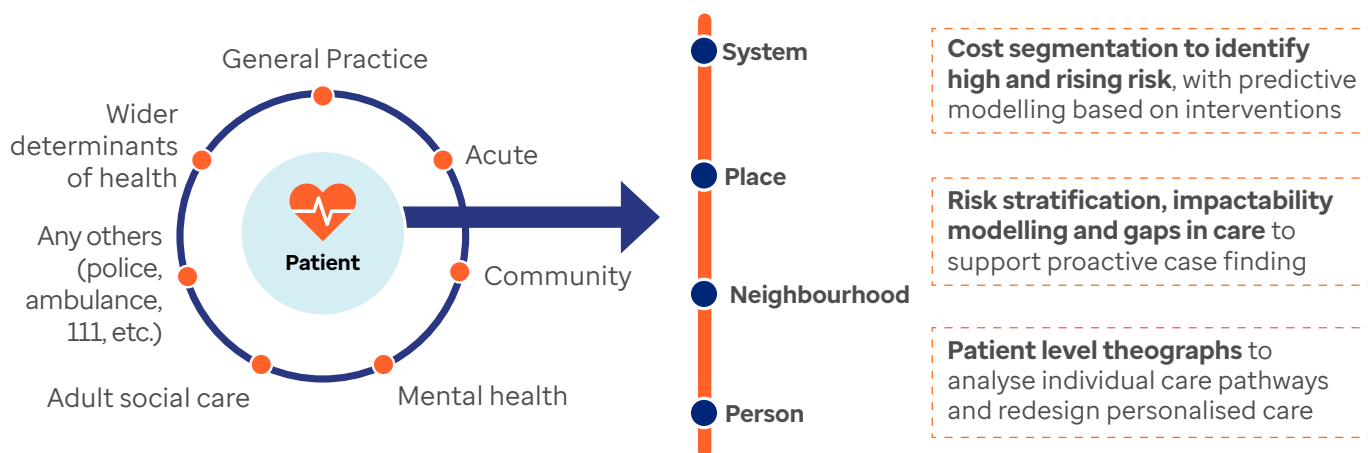 General Practice
Wider
determinants
of health
Acute
Any others
(police,
ambulance,
111, etc.)
Patient
Community
Adult social care
Mental health
System
Place
Neighbourhood
Person
Cost segmentation to identify
high and rising risk, with predictive
modelling based on interventions
Risk stratification, impactability
modelling and gaps in care to
support proactive case finding
Patient level theographs to
analyse individual care pathways
and redesign personalised care